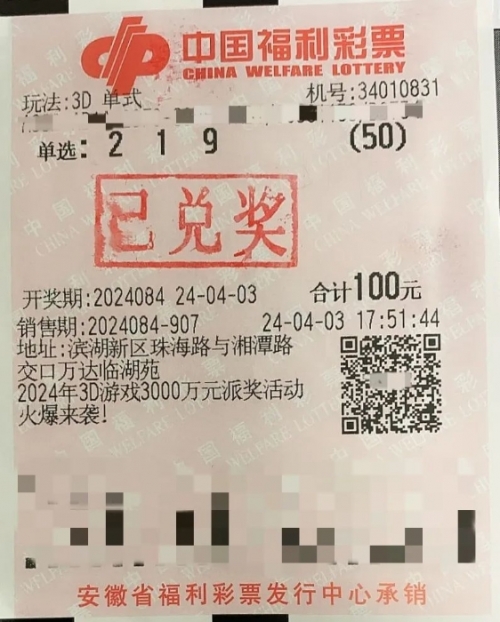 中国福利彩票
CHINA WELFARE LOTTERY
玩法:3D 单式 机号:34010831
单选: 2 1 9 (50)
已兑奖
开奖期:2024084 24-04-03 合计100元
销售期:2024084-907 24-04-03 17:51:44
地址:滨湖新区珠海路与湘潭路
交口万达临湖苑
2024年3D游戏3000万元派奖活动
火爆来袭!
安徽省福利彩票发行中心承销